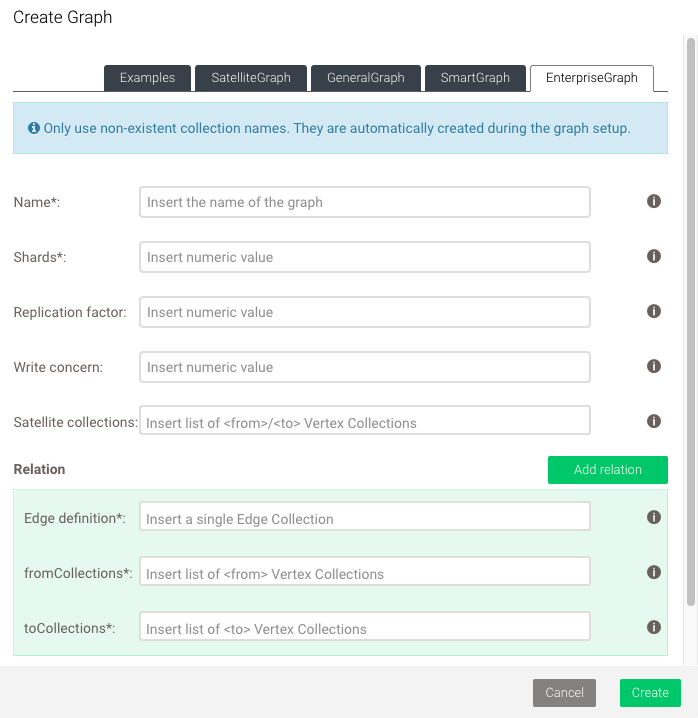 Create Graph
Examples SatelliteGraph GeneralGraph SmartGraph EnterpriseGraph
Only use non-existent collection names. They are automatically created during the graph setup.
Name*: Insert the name of the graph
Shards*: Insert numeric value
Replication factor: Insert numeric value
Write concern: Insert numeric value
Satellite collections: Insert list of <from>/<to> Vertex Collections
Relation Add relation
Edge definition*: Insert a single Edge Collection
fromCollections*: Insert list of <from> Vertex Collections
toCollections*: Insert list of <to> Vertex Collections
Cancel Create